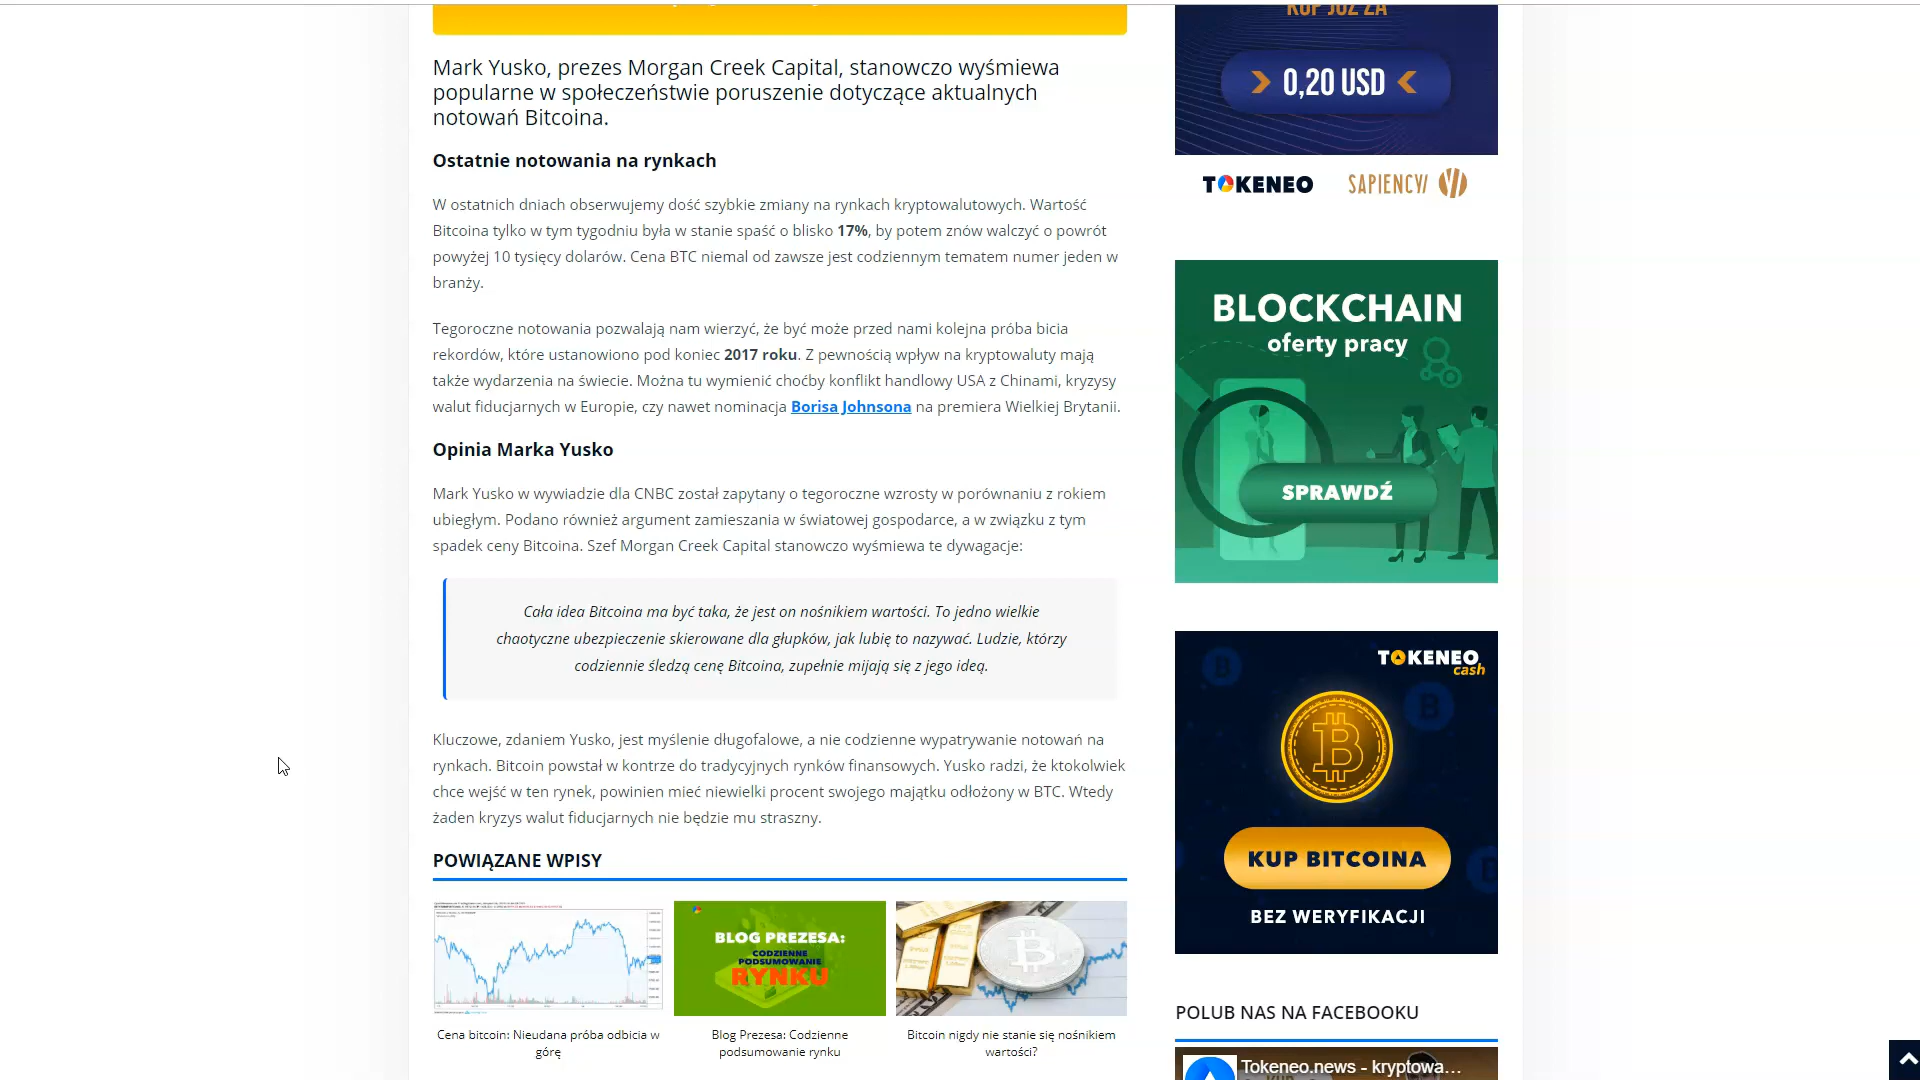 Mark Yusko, prezes Morgan Creek Capital, stanowczo wyśmiewa
popularne w społeczeństwie poruszenie dotyczące aktualnych
notowań Bitcoina.
Ostatnie notowania na rynkach
W ostatnich dniach obserwujemy dość szybkie zmiany na rynkach kryptowalutowych. Wartość
Bitcoina tylko w tym tygodniu była w stanie spaść o blisko 17%, by potem znów walczyć o powrót
powyżej 10 tysięcy dolarów. Cena BTC niemal od zawsze jest codziennym tematem numer jeden w
branży.
Tegoroczne notowania pozwalają nam wierzyć, że być może przed nami kolejna próba bicia
rekordów, które ustanowiono pod koniec 2017 roku. Z pewnością wpływ na kryptowaluty mają
także wydarzenia na świecie. Można tu wymienić choćby konflikt handlowy USA z Chinami, kryzysy
walut fiducjarnych w Europie, czy nawet nominacja Borisa Johnsona na premiera Wielkiej Brytanii.
Opinia Marka Yusko
Mark Yusko w wywiadzie dla CNBC został zapytany o tegoroczne wzrosty w porównaniu z rokiem
ubiegłym. Podano również argument zamieszania w światowej gospodarce, a w związku z tym
spadek ceny Bitcoina. Szef Morgan Creek Capital stanowczo wyśmiewa te dywagacje:
Cała idea Bitcoina ma być taka, że jest on nośnikiem wartości. To jedno wielkie
chaotyczne ubezpieczenie skierowane dla głupków, jak lubię to nazywać. Ludzie, którzy
codziennie śledzą cenę Bitcoina, zupełnie mijają się z jego ideą.
Kluczowe, zdaniem Yusko, jest myślenie długofalowe, a nie codzienne wypatrywanie notowań na
rynkach. Bitcoin powstał w kontrze do tradycyjnych rynków finansowych. Yusko radzi, że ktokolwiek
chce wejść w ten rynek, powinien mieć niewielki procent swojego majątku odłożony w BTC. Wtedy
żaden kryzys walut fiducjarnych nie będzie mu straszny.
POWIĄZANE WPISY
BLOG PREZESA:
CODZIENNE
PODSUMOWANIE
RYNKU
Cena bitcoin: Nieudana próba odbicia w
górę
Blog Prezesa: Codzienne
podsumowanie rynku
Bitcoin nigdy nie stanie się nośnikiem
wartości?
KUP JUŻ ZA
0,20 USD
TOKENEO
SAPIENCY
BLOCKCHAIN
oferty pracy
SPRAWDŹ
TOKENEO
cash
KUP BITCOINA
BEZ WERYFIKACJI
POLUB NAS NA FACEBOOKU
Tokeneo.news - kryptowa...